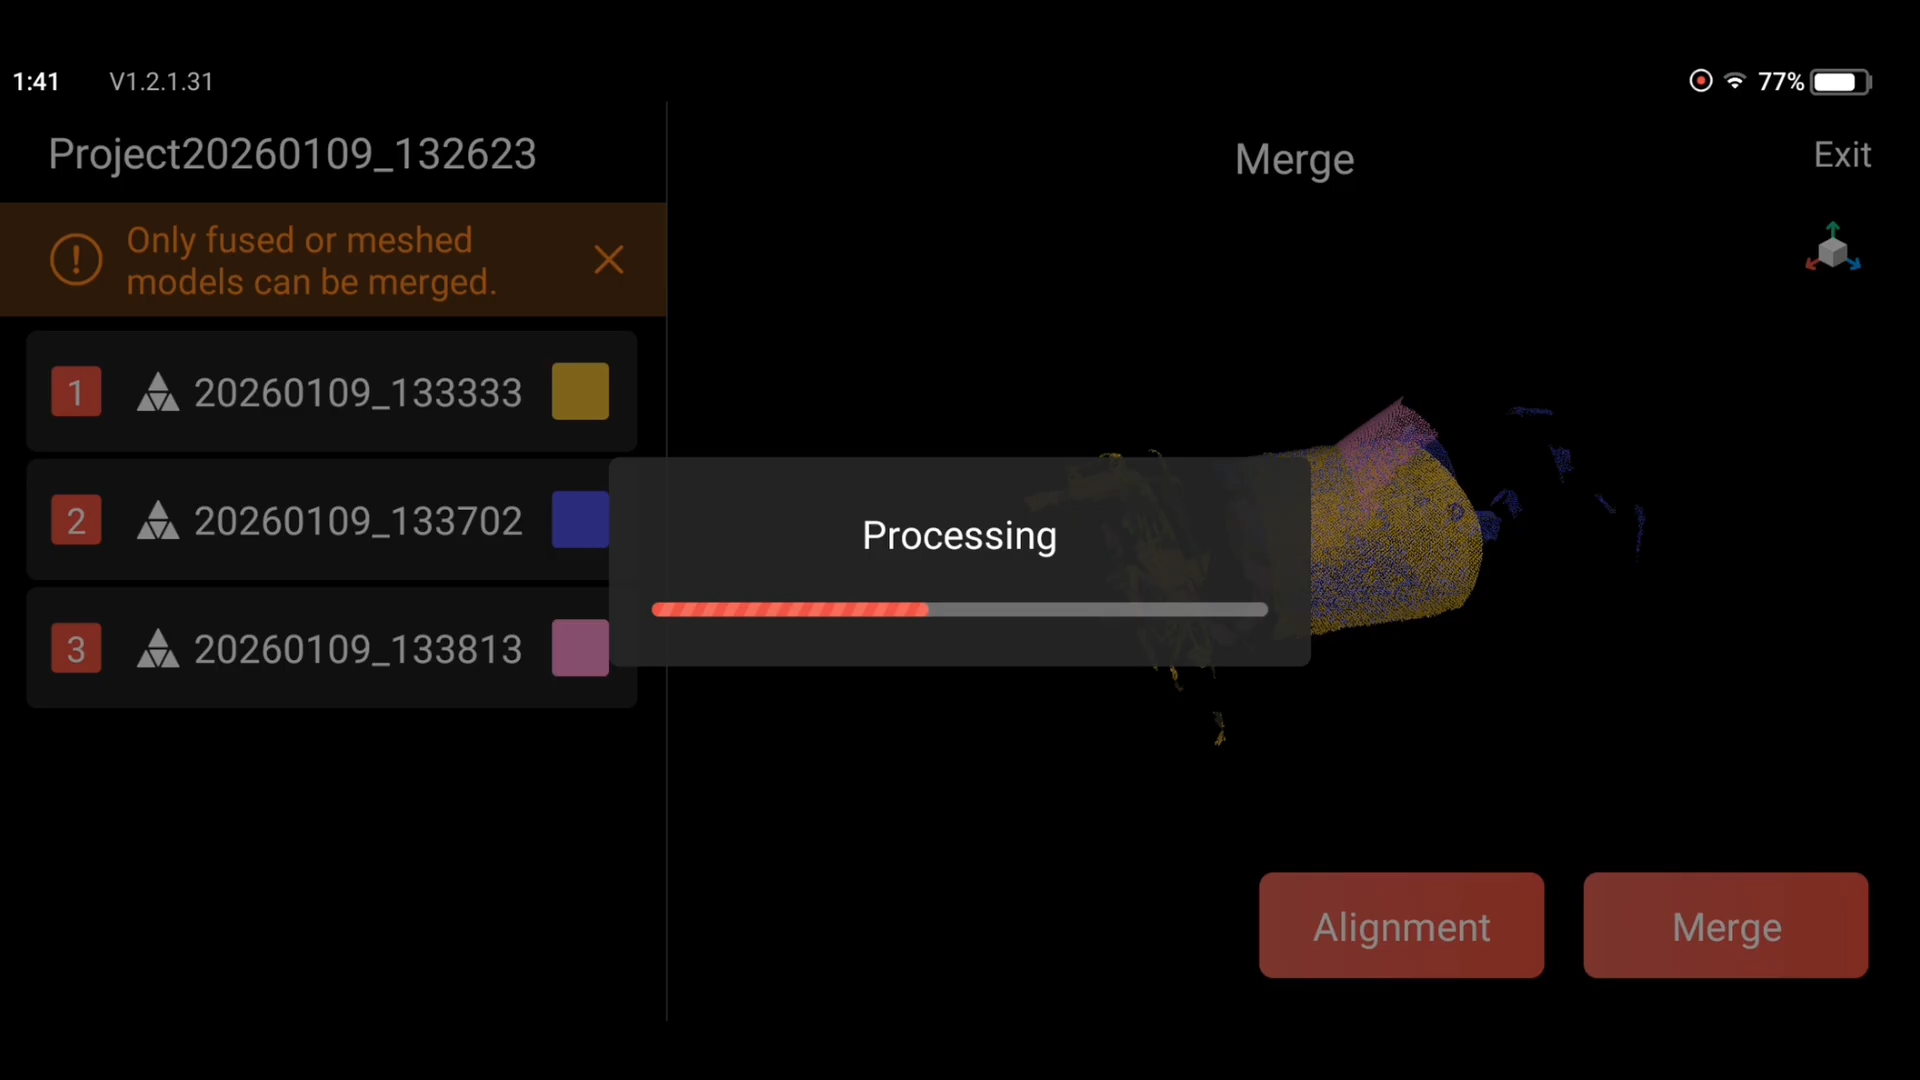 1:41 V1.2.1.31 77%
Project20260109_132623
Merge
Exit
Only fused or meshed
models can be merged.
1 20260109_133333
2 20260109_133702
3 20260109_133813
Processing
Alignment
Merge